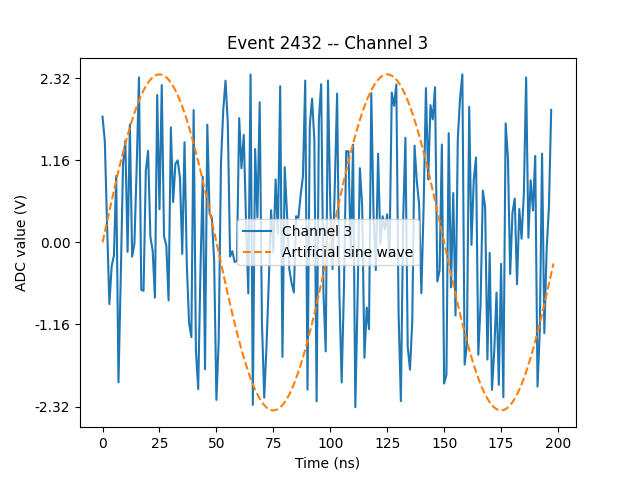 Event 2432 -- Channel 3
ADC value (V)
2.32
1.16
0.00
-1.16
-2.32
Channel 3
Artificial sine wave
0 25 50 75 100 125 150 175 200
Time (ns)